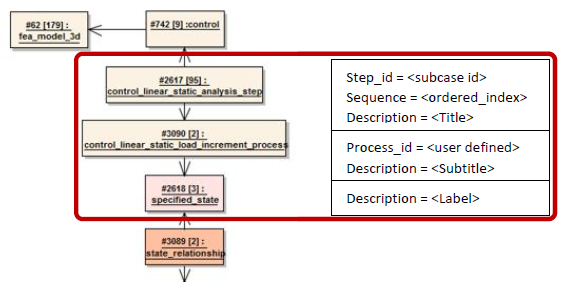 #62 [179] :
fea_model_3d
#742 [9] :control
#2617 [95] :
control_linear_static_analysis_step
#3090 [2] :
control_linear_static_load_increment_process
#2618 [3] :
specified_state
#3089 [2] :
state_relationship
Step_id = <subcase id>
Sequence = <ordered_index>
Description = <Title>
Process_id = <user defined>
Description = <Subtitle>
Description = <Label>